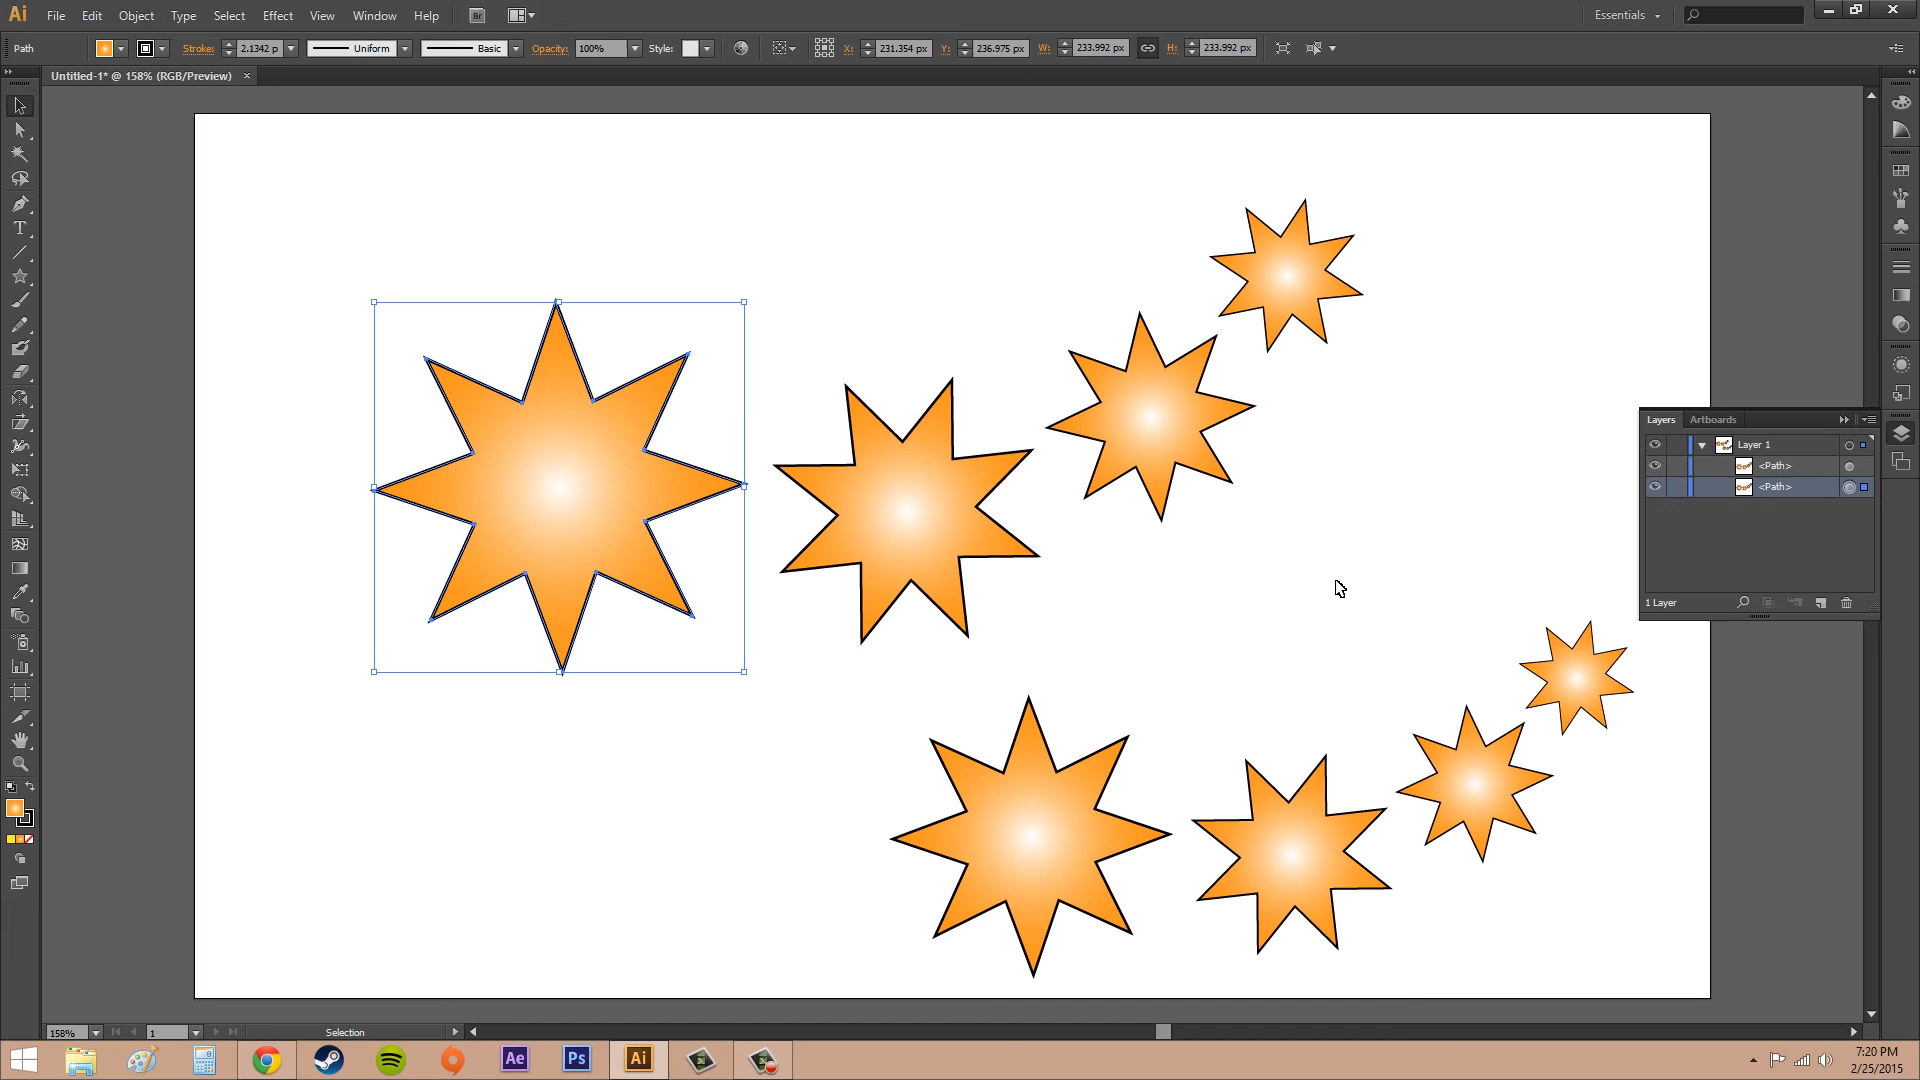 Ai File Edit Object Type Select Effect View Window Help Br Essentials
Path Stroke: 2.1342 p Uniform Basic Opacity: 100% Style: X: 231.354 px Y: 236.975 px W: 233.992 px H: 233.992 px
Untitled-1* @ 158% (RGB/Preview) ×
Layers Artboards
Layer 1
<Path>
<Path>
1 Layer
158% 1 Selection
Ae Ps Ai
7:20 PM
2/25/2015